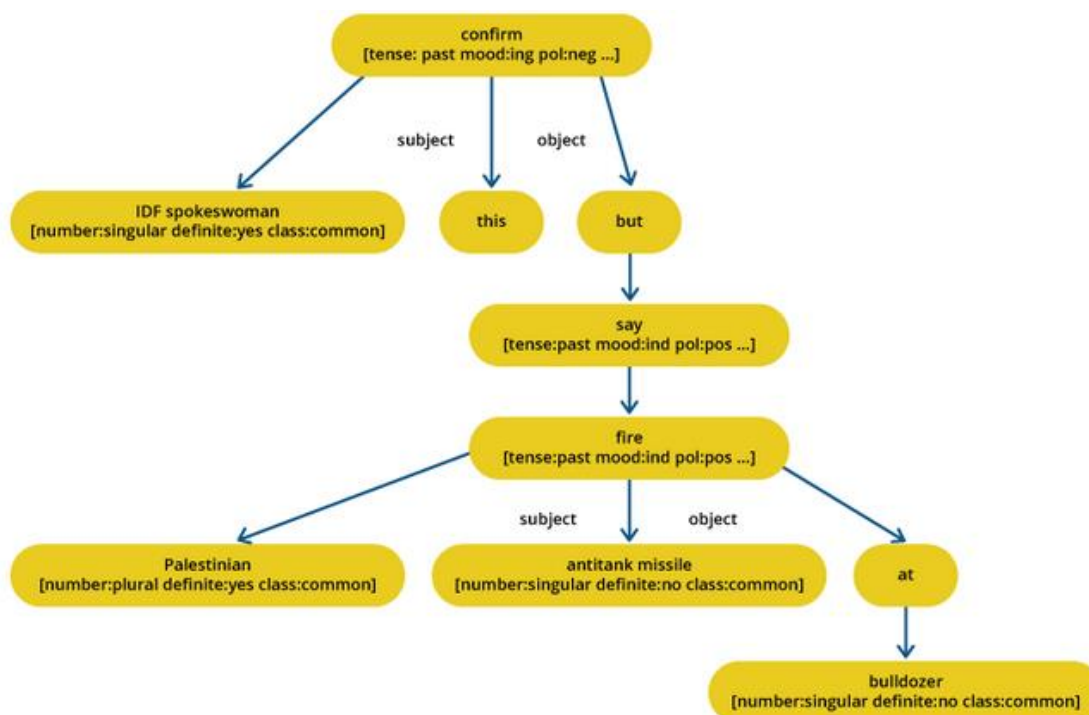 confirm
[tense: past mood:ing pol:neg ...]
subject
object
IDF spokeswoman
[number:singular definite:yes class:common]
this
but
say
[tense:past mood:ind pol:pos ...]
fire
[tense:past mood:ind pol:pos ...]
subject
object
Palestinian
[number:plural definite:yes class:common]
antitank missile
[number:singular definite:no class:common]
at
bulldozer
[number:singular definite:no class:common]